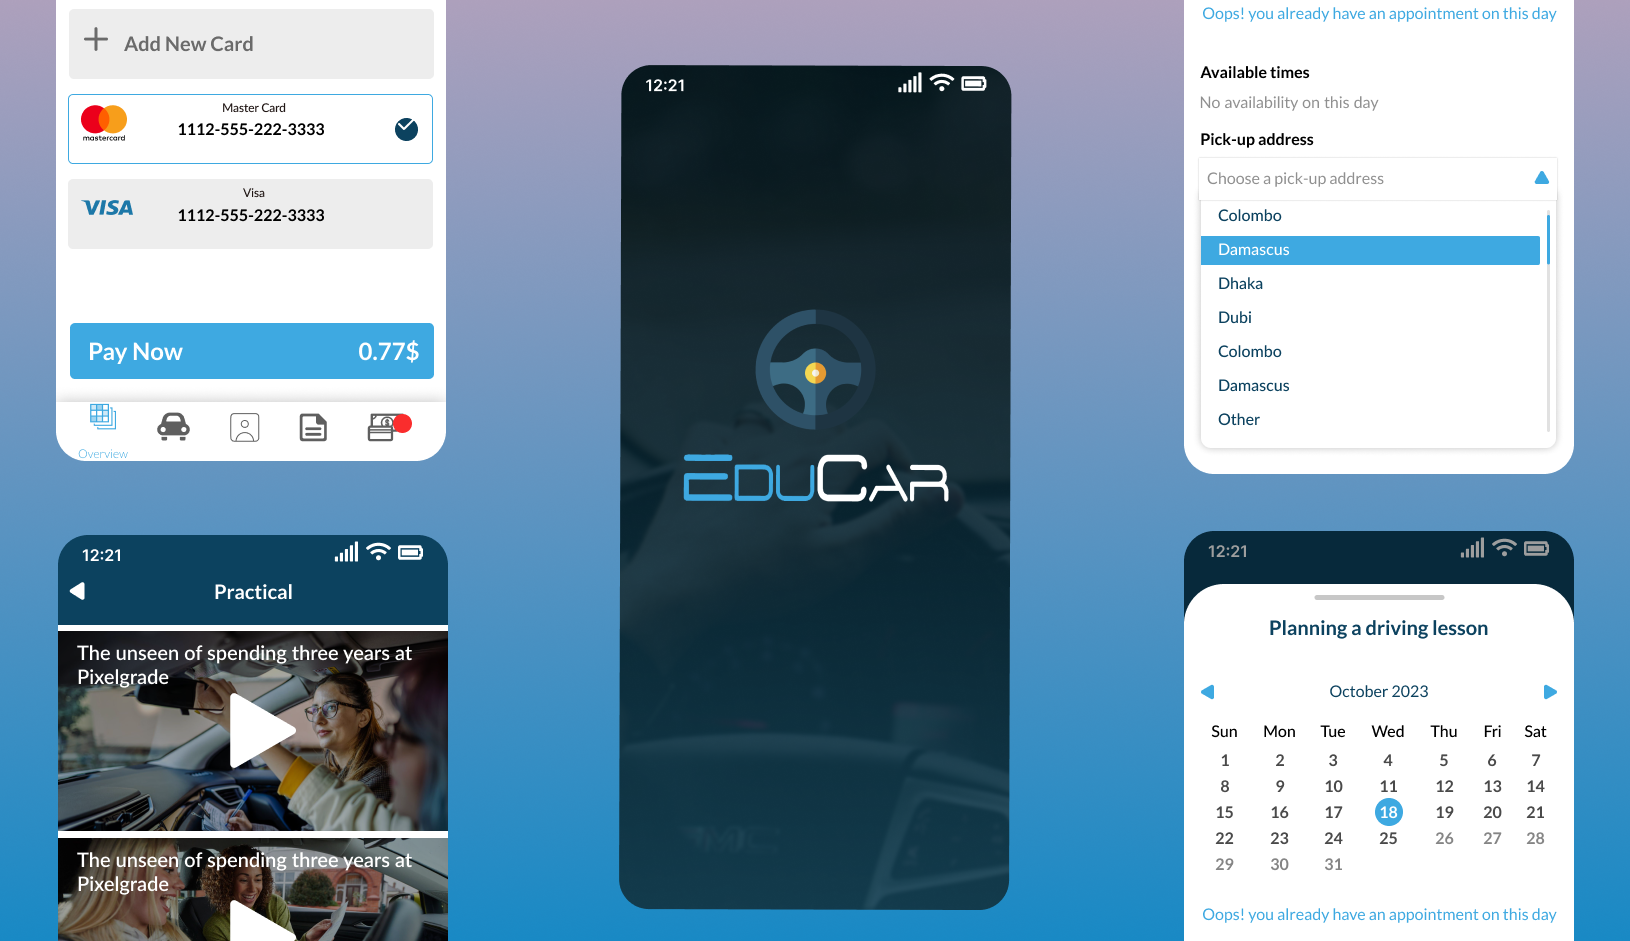 Add New Card
Master Card
mastercard
1112-555-222-3333
Visa
VISA
1112-555-222-3333
Pay Now 0.77$
Overview
12:21
Practical
The unseen of spending three years at
Pixelgrade
The unseen of spending three years at
Pixelgrade
12:21
EDUCAR
Oops! you already have an appointment on this day
Available times
No availability on this day
Pick-up address
Choose a pick-up address
Colombo
Damascus
Dhaka
Dubi
Colombo
Damascus
Other
12:21
Planning a driving lesson
October 2023
Sun Mon Tue Wed Thu Fri Sat
1 2 3 4 5 6 7
8 9 10 11 12 13 14
15 16 17 18 19 20 21
22 23 24 25 26 27 28
29 30 31
Oops! you already have an appointment on this day